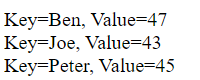 Key=Ben, Value=47
Key=Joe, Value=43
Key=Peter, Value=45